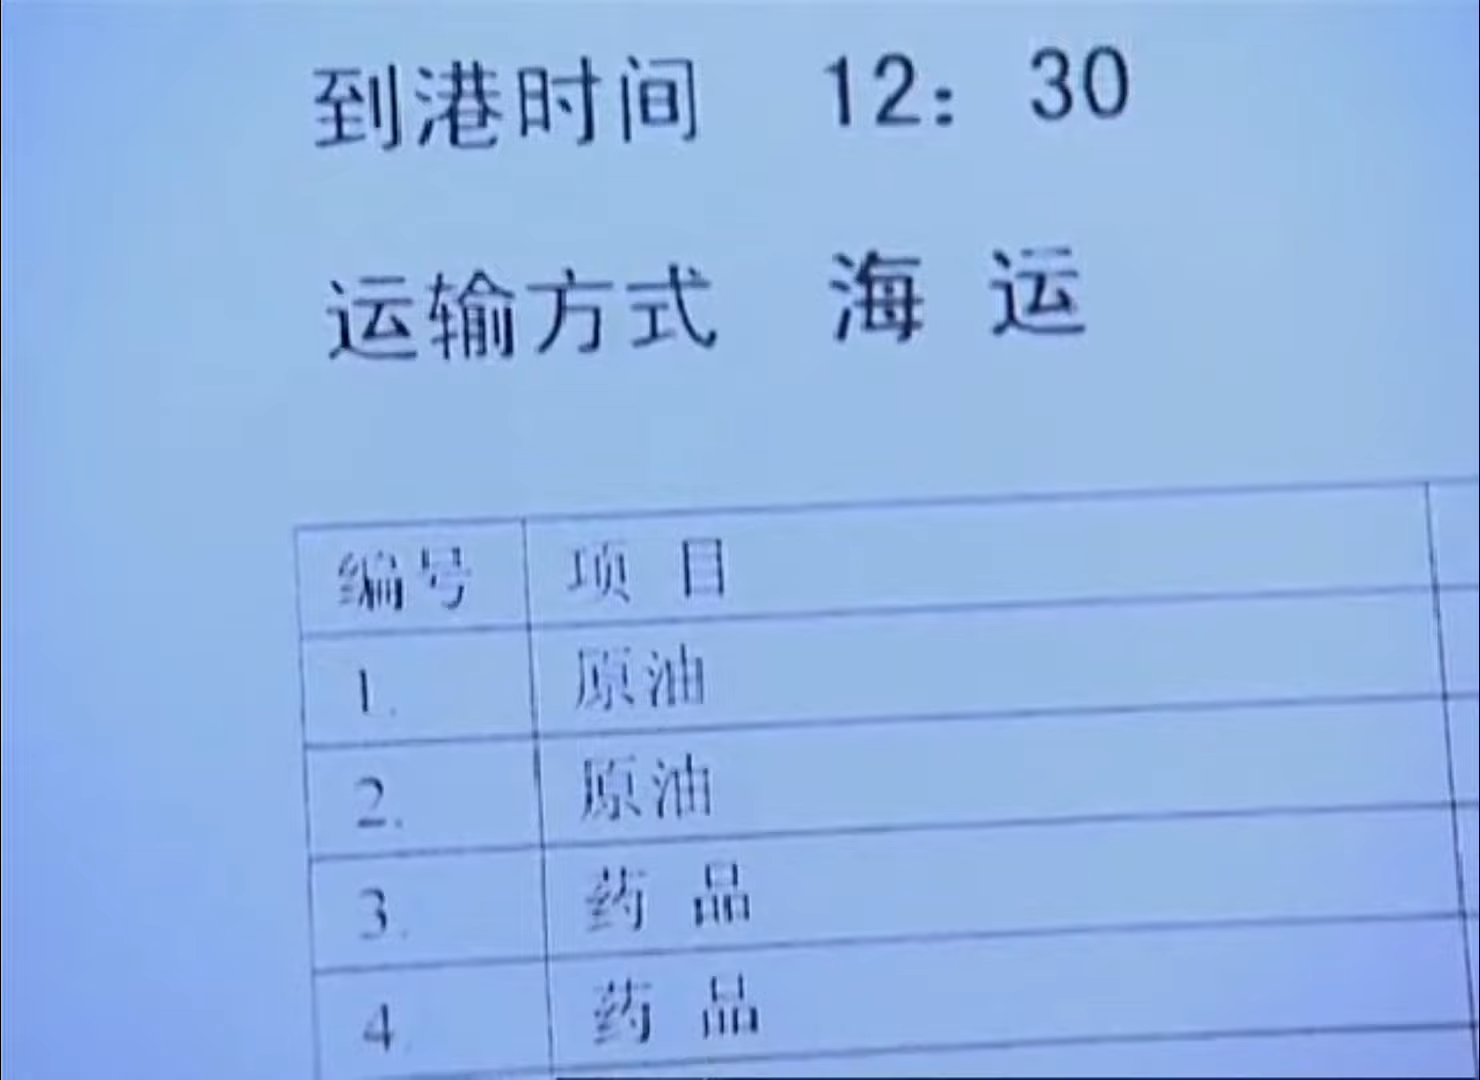 到港时间 12：30
运输方式 海 运
编号 项 目
1. 原油
2. 原油
3. 药 品
4. 药 品